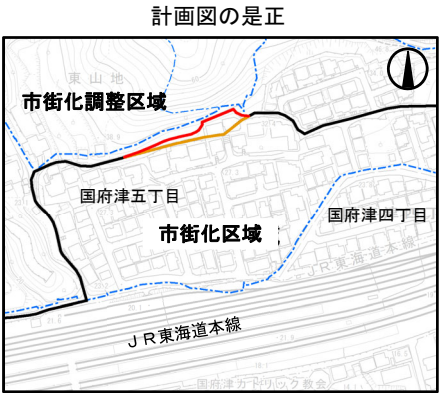 計画図の是正
東山地
市街化調整区域
国府津五丁目
国府津四丁目
市街化区域
JR東海道本線
JR東海道本線
国府津カトリック教会